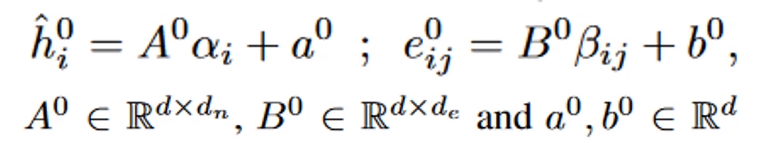 ĥ⁰ᵢ = A⁰αᵢ + a⁰ ; e⁰ᵢⱼ = B⁰βᵢⱼ + b⁰,
A⁰ ∈ ℝ^{d×dₙ}, B⁰ ∈ ℝ^{d×dₑ} and a⁰, b⁰ ∈ ℝ^d